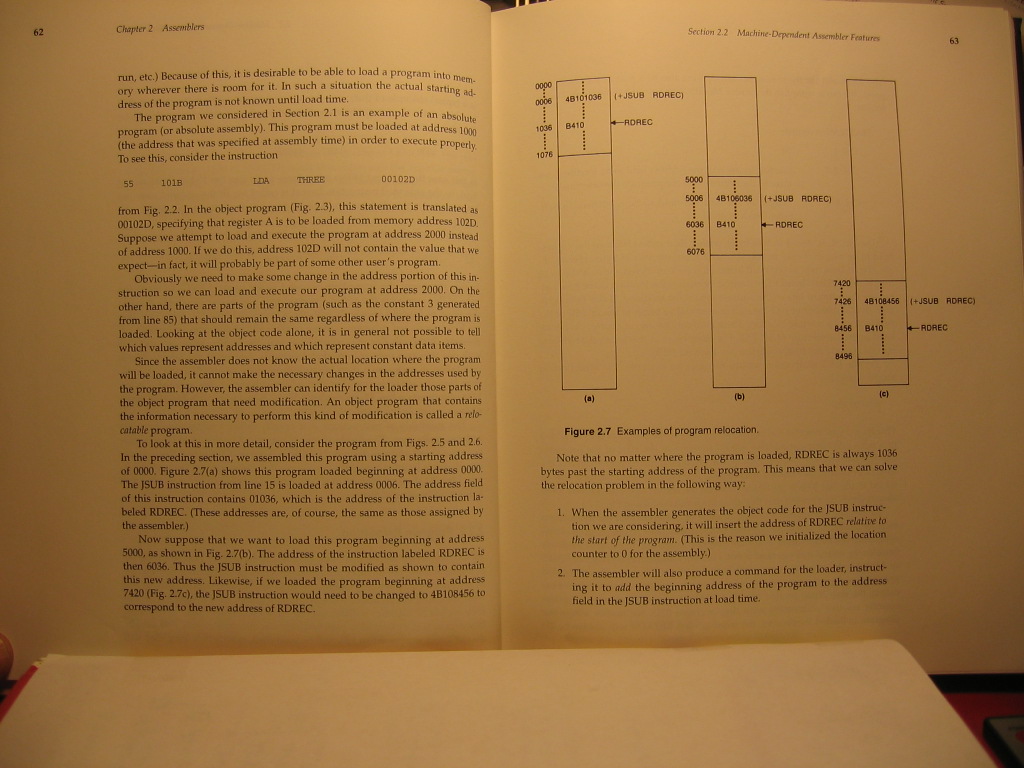 62
Chapter 2 Assemblers
run, etc.) Because of this, it is desirable to be able to load a program into mem-
ory wherever there is room for it. In such a situation the actual starting ad-
dress of the program is not known until load time.
The program we considered in Section 2.1 is an example of an absolute
program (or absolute assembly). This program must be loaded at address 1000
(the address that was specified at assembly time) in order to execute properly.
To see this, consider the instruction
55 101B LDA THREE 00102D
from Fig. 2.2. In the object program (Fig. 2.3), this statement is translated as
00102D, specifying that register A is to be loaded from memory address 102D.
Suppose we attempt to load and execute the program at address 2000 instead
of address 1000. If we do this, address 102D will not contain the value that we
expect—in fact, it will probably be part of some other user's program.
Obviously we need to make some change in the address portion of this in-
struction so we can load and execute our program at address 2000. On the
other hand, there are parts of the program (such as the constant 3 generated
from line 85) that should remain the same regardless of where the program is
loaded. Looking at the object code alone, it is in general not possible to tell
which values represent addresses and which represent constant data items.
Since the assembler does not know the actual location where the program
will be loaded, it cannot make the necessary changes in the addresses used by
the program. However, the assembler can identify for the loader those parts of
the object program that need modification. An object program that contains
the information necessary to perform this kind of modification is called a relo-
catable program.
To look at this in more detail, consider the program from Figs. 2.5 and 2.6.
In the preceding section, we assembled this program using a starting address
of 0000. Figure 2.7(a) shows this program loaded beginning at address 0000.
The JSUB instruction from line 15 is loaded at address 0006. The address field
of this instruction contains 01036, which is the address of the instruction la-
beled RDREC. (These addresses are, of course, the same as those assigned by
the assembler.)
Now suppose that we want to load this program beginning at address
5000, as shown in Fig. 2.7(b). The address of the instruction labeled RDREC is
then 6036. Thus the JSUB instruction must be modified as shown to contain
this new address. Likewise, if we loaded the program beginning at address
7420 (Fig. 2.7c), the JSUB instruction would need to be changed to 4B108456 to
correspond to the new address of RDREC.
Section 2.2 Machine-Dependent Assembler Features
63
0000
0006 4B101036 (+JSUB RDREC)
1036 B410 RDREC
1076
(a)
5000
5006 4B106036 (+JSUB RDREC)
6036 B410 RDREC
6076
(b)
7420
7426 4B108456 (+JSUB RDREC)
8456 B410 RDREC
8496
(c)
Figure 2.7 Examples of program relocation.
Note that no matter where the program is loaded, RDREC is always 1036
bytes past the starting address of the program. This means that we can solve
the relocation problem in the following way:
1. When the assembler generates the object code for the JSUB instruc-
tion we are considering, it will insert the address of RDREC relative to
the start of the program. (This is the reason we initialized the location
counter to 0 for the assembly.)
2. The assembler will also produce a command for the loader, instruct-
ing it to add the beginning address of the program to the address
field in the JSUB instruction at load time.